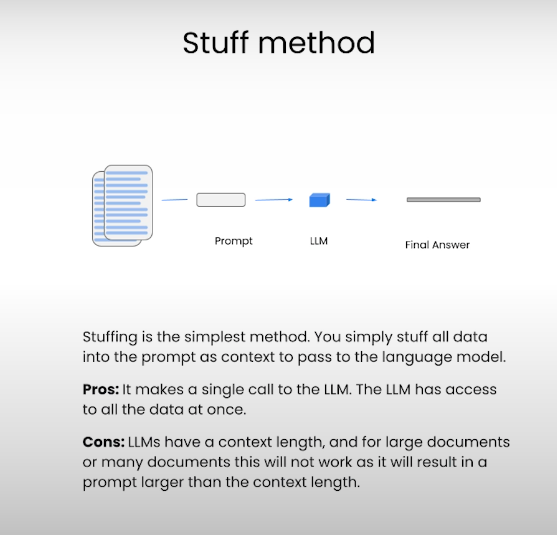 Stuff method
Prompt
LLM
Final Answer
Stuffing is the simplest method. You simply stuff all data
into the prompt as context to pass to the language model.
Pros: It makes a single call to the LLM. The LLM has access
to all the data at once.
Cons: LLMs have a context length, and for large documents
or many documents this will not work as it will result in a
prompt larger than the context length.